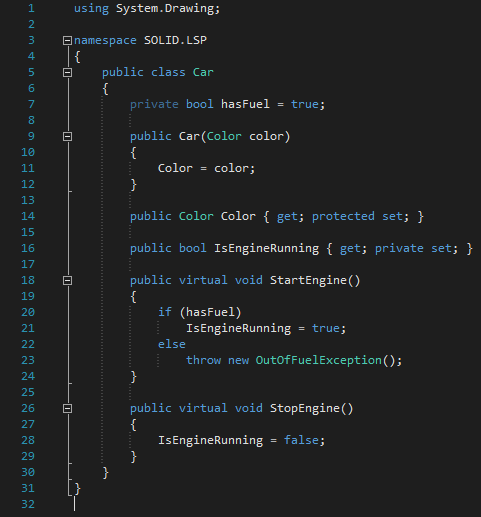 1 using System.Drawing;
2
3 namespace SOLID.LSP
4 {
5     public class Car
6     {
7         private bool hasFuel = true;
8
9         public Car(Color color)
10         {
11             Color = color;
12         }
13
14         public Color Color { get; protected set; }
15
16         public bool IsEngineRunning { get; private set; }
17
18         public virtual void StartEngine()
19         {
20             if (hasFuel)
21                 IsEngineRunning = true;
22             else
23                 throw new OutOfFuelException();
24         }
25
26         public virtual void StopEngine()
27         {
28             IsEngineRunning = false;
29         }
30     }
31 }
32